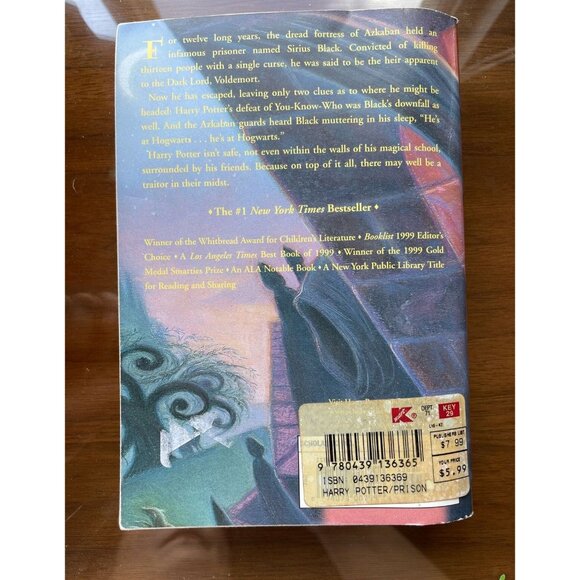 For twelve long years, the dread fortress of Azkaban held an
infamous prisoner named Sirius Black. Convicted of killing
thirteen people with a single curse, he was said to be the heir apparent
to the Dark Lord, Voldemort.
Now he has escaped, leaving only two clues as to where he might be
headed: Harry Potter's defeat of You-Know-Who was Black's downfall as
well. And the Azkaban guards heard Black muttering in his sleep, "He's
at Hogwarts . . . he's at Hogwarts."
Harry Potter isn't safe, not even within the walls of his magical school,
surrounded by his friends. Because on top of it all, there may well be a
traitor in their midst.
The #1 New York Times Bestseller
Winner of the Whitbread Award for Children's Literature • Booklist 1999 Editor's
Choice • A Los Angeles Times Best Book of 1999 • Winner of the 1999 Gold
Medal Smarties Prize • An ALA Notable Book • A New York Public Library Title
for Reading and Sharing
Visit
K
DEPT
71
KEY
29
PUBLISHERS LIST
$7.99
YOUR PRICE
$5.99
SCHOLA
9 780439 136365
ISBN 0439136369
HARRY POTTER/PRISON